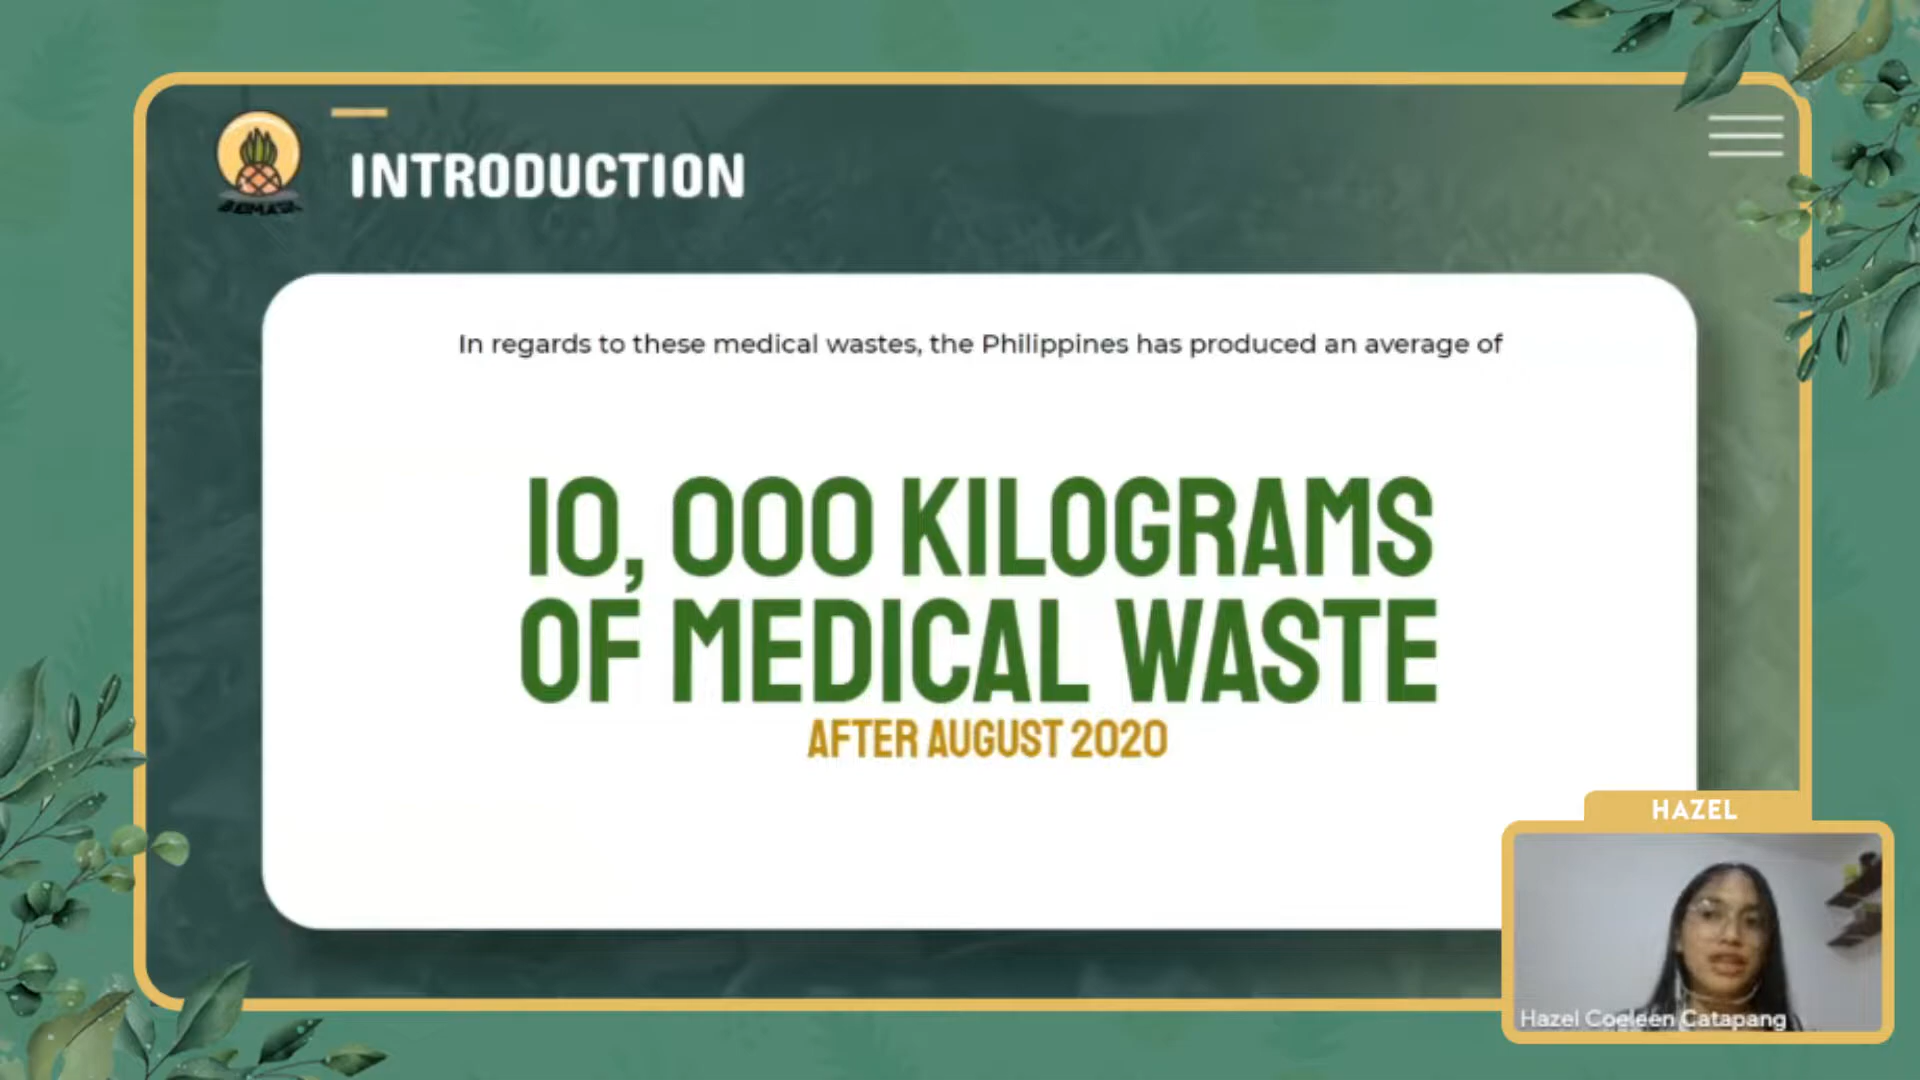 INTRODUCTION
In regards to these medical wastes, the Philippines has produced an average of
10, 000 KILOGRAMS
OF MEDICAL WASTE
AFTER AUGUST 2020
HAZEL
Hazel Coeleen Catapang